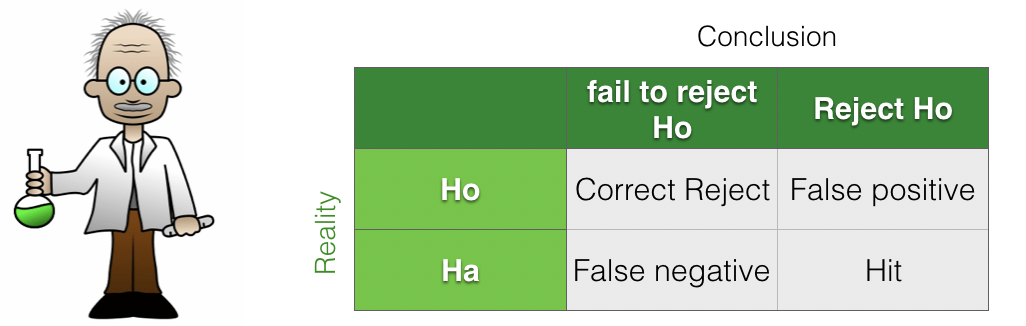 Conclusion
fail to reject
Ho
Reject Ho
Reality
Ho
Correct Reject
False positive
Ha
False negative
Hit